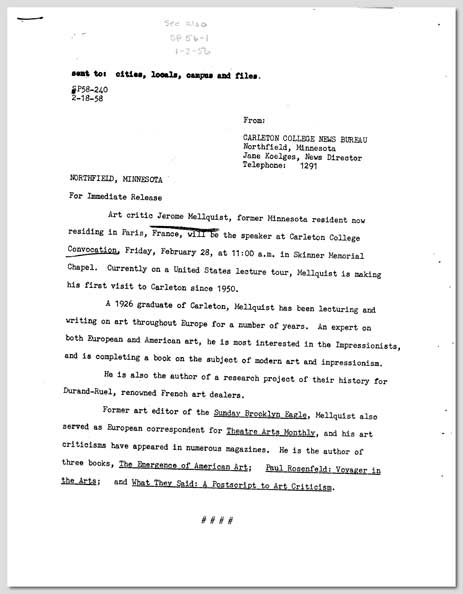 See also
SP56-1
1-2-56
sent to: cities, locals, campus and files.
SP58-240
2-18-58
From:
CARLETON COLLEGE NEWS BUREAU
Northfield, Minnesota
Jane Koelges, News Director
Telephone: 1291
NORTHFIELD, MINNESOTA
For Immediate Release
Art critic Jerome Mellquist, former Minnesota resident now
residing in Paris, France, will be the speaker at Carleton College
Convocation, Friday, February 28, at 11:00 a.m. in Skinner Memorial
Chapel. Currently on a United States lecture tour, Mellquist is making
his first visit to Carleton since 1950.
A 1926 graduate of Carleton, Mellquist has been lecturing and
writing on art throughout Europe for a number of years. An expert on
both European and American art, he is most interested in the Impressionists,
and is completing a book on the subject of modern art and inpressionism.
He is also the author of a research project of their history for
Durand-Ruel, renowned French art dealers.
Former art editor of the Sunday Brooklyn Eagle, Mellquist also
served as European correspondent for Theatre Arts Monthly, and his art
criticisms have appeared in numerous magazines. He is the author of
three books, The Emergence of American Art; Paul Rosenfeld: Voyager in
the Arts; and What They Said: A Postscript to Art Criticism.
####